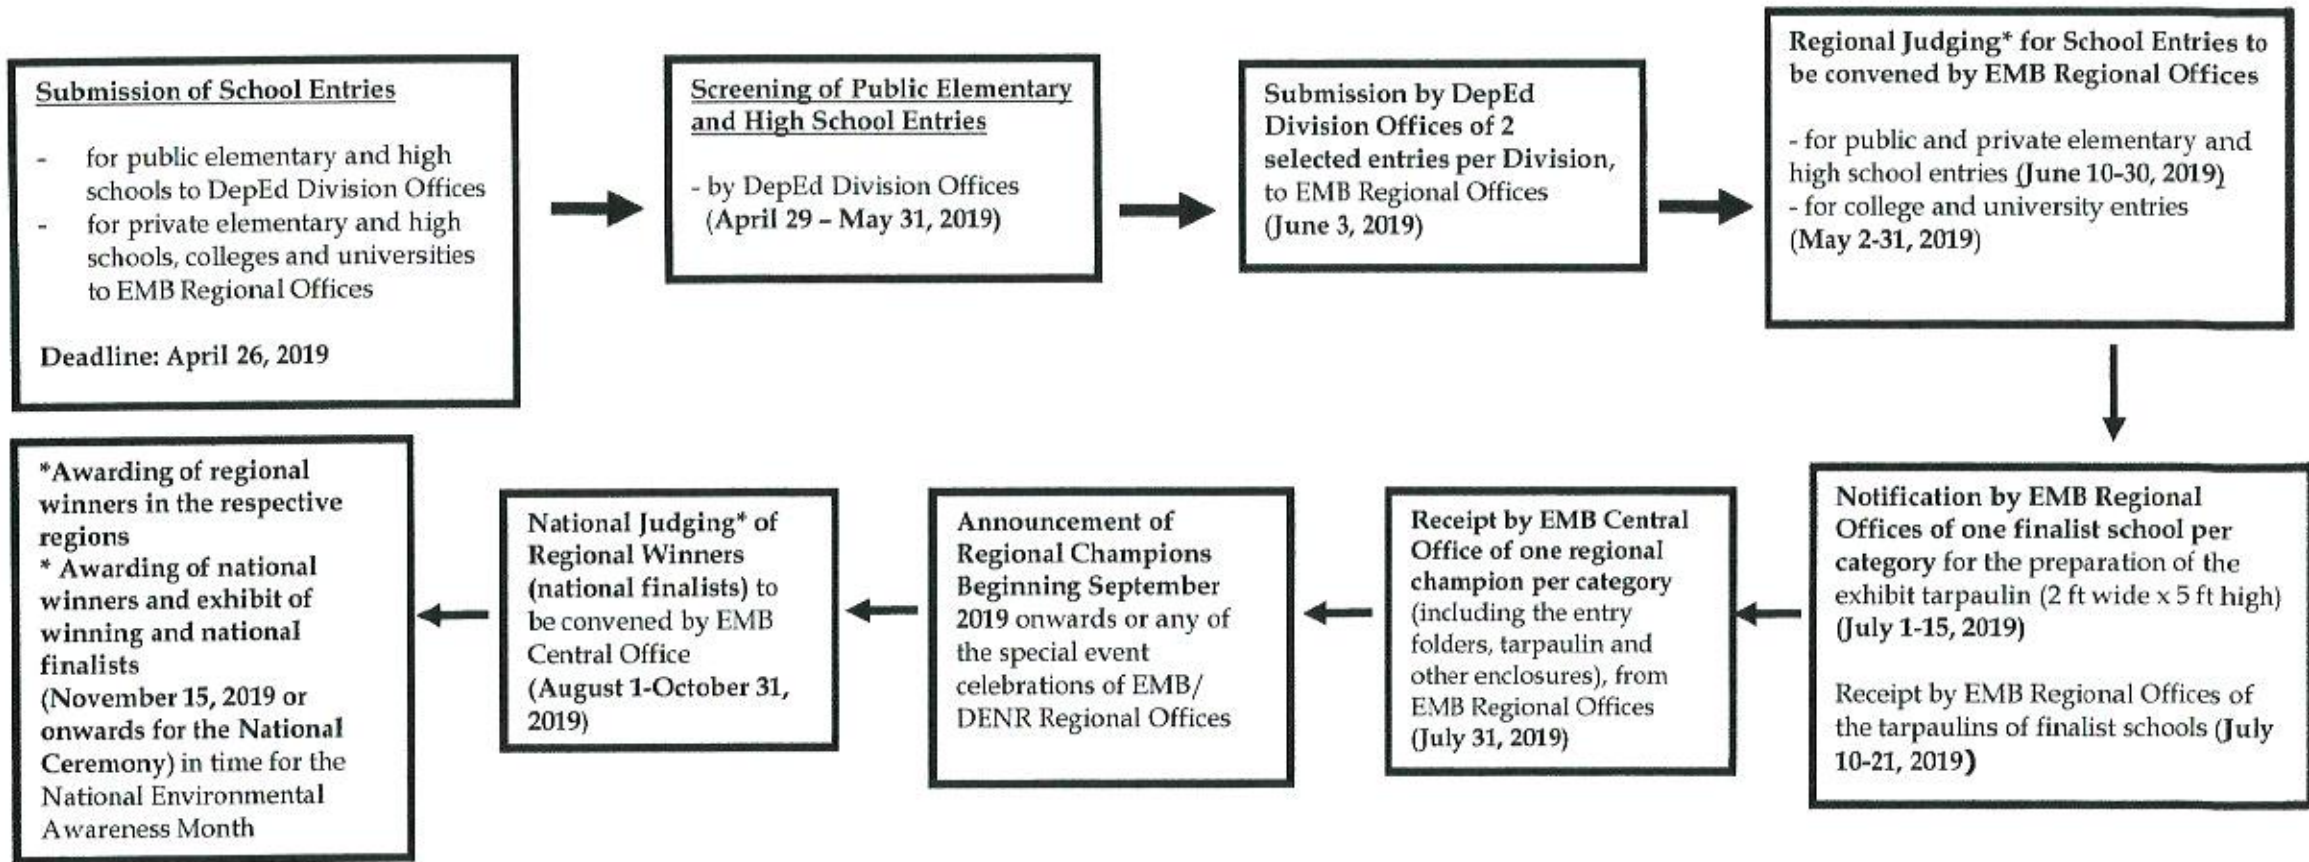 Submission of School Entries
- for public elementary and high
schools to DepEd Division Offices
- for private elementary and high
schools, colleges and universities
to EMB Regional Offices
Deadline: April 26, 2019
Screening of Public Elementary
and High School Entries
- by DepEd Division Offices
(April 29 – May 31, 2019)
Submission by DepEd
Division Offices of 2
selected entries per Division,
to EMB Regional Offices
(June 3, 2019)
Regional Judging* for School Entries to
be convened by EMB Regional Offices
- for public and private elementary and
high school entries (June 10-30, 2019)
- for college and university entries
(May 2-31, 2019)
Notification by EMB Regional
Offices of one finalist school per
category for the preparation of the
exhibit tarpaulin (2 ft wide x 5 ft high)
(July 1-15, 2019)
Receipt by EMB Regional Offices of
the tarpaulins of finalist schools (July
10-21, 2019)
Receipt by EMB Central
Office of one regional
champion per category
(including the entry
folders, tarpaulin and
other enclosures), from
EMB Regional Offices
(July 31, 2019)
Announcement of
Regional Champions
Beginning September
2019 onwards or any of
the special event
celebrations of EMB/
DENR Regional Offices
National Judging* of
Regional Winners
(national finalists) to
be convened by EMB
Central Office
(August 1-October 31,
2019)
*Awarding of regional
winners in the respective
regions
* Awarding of national
winners and exhibit of
winning and national
finalists
(November 15, 2019 or
onwards for the National
Ceremony) in time for the
National Environmental
Awareness Month